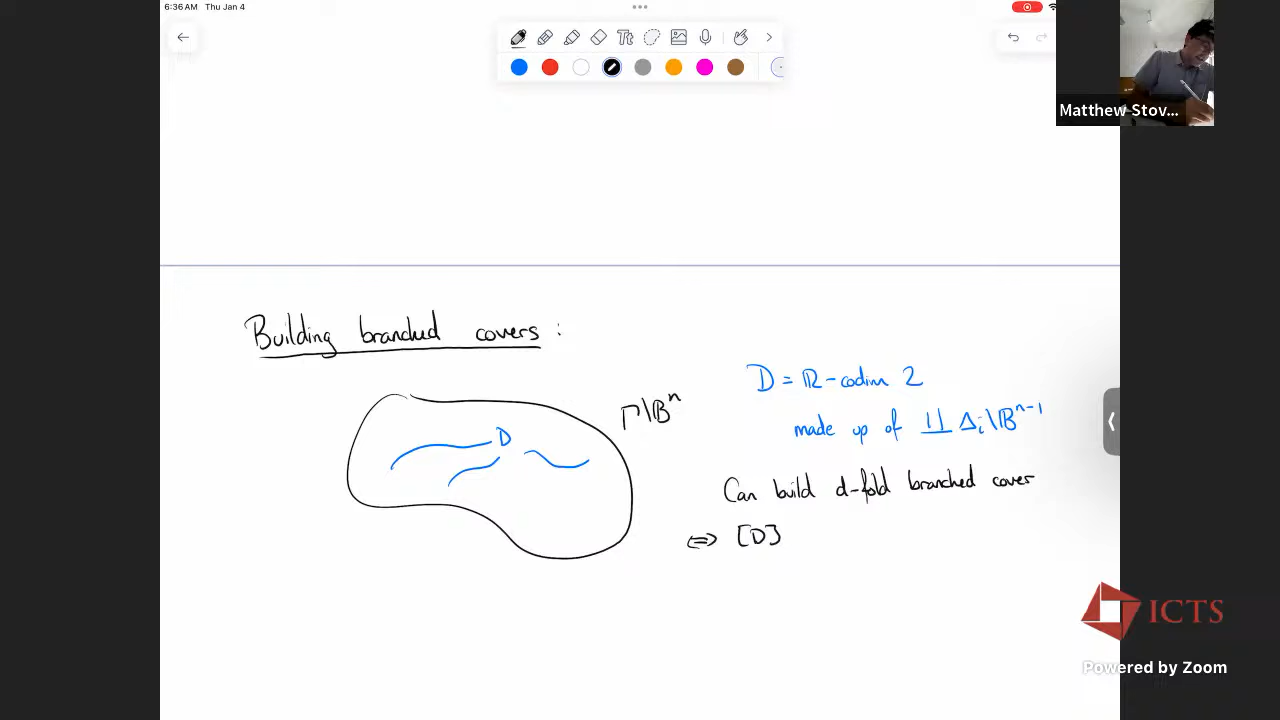 6:36 AM Thu Jan 4
Matthew Stov...
Building branched covers :
D = ℝ-codim 2
made up of ⨿ Δᵢ\𝔹ⁿ⁻¹
Γ\𝔹ⁿ
D
Can build d-fold branched cover
⇔ [D]
ICTS
Powered by Zoom